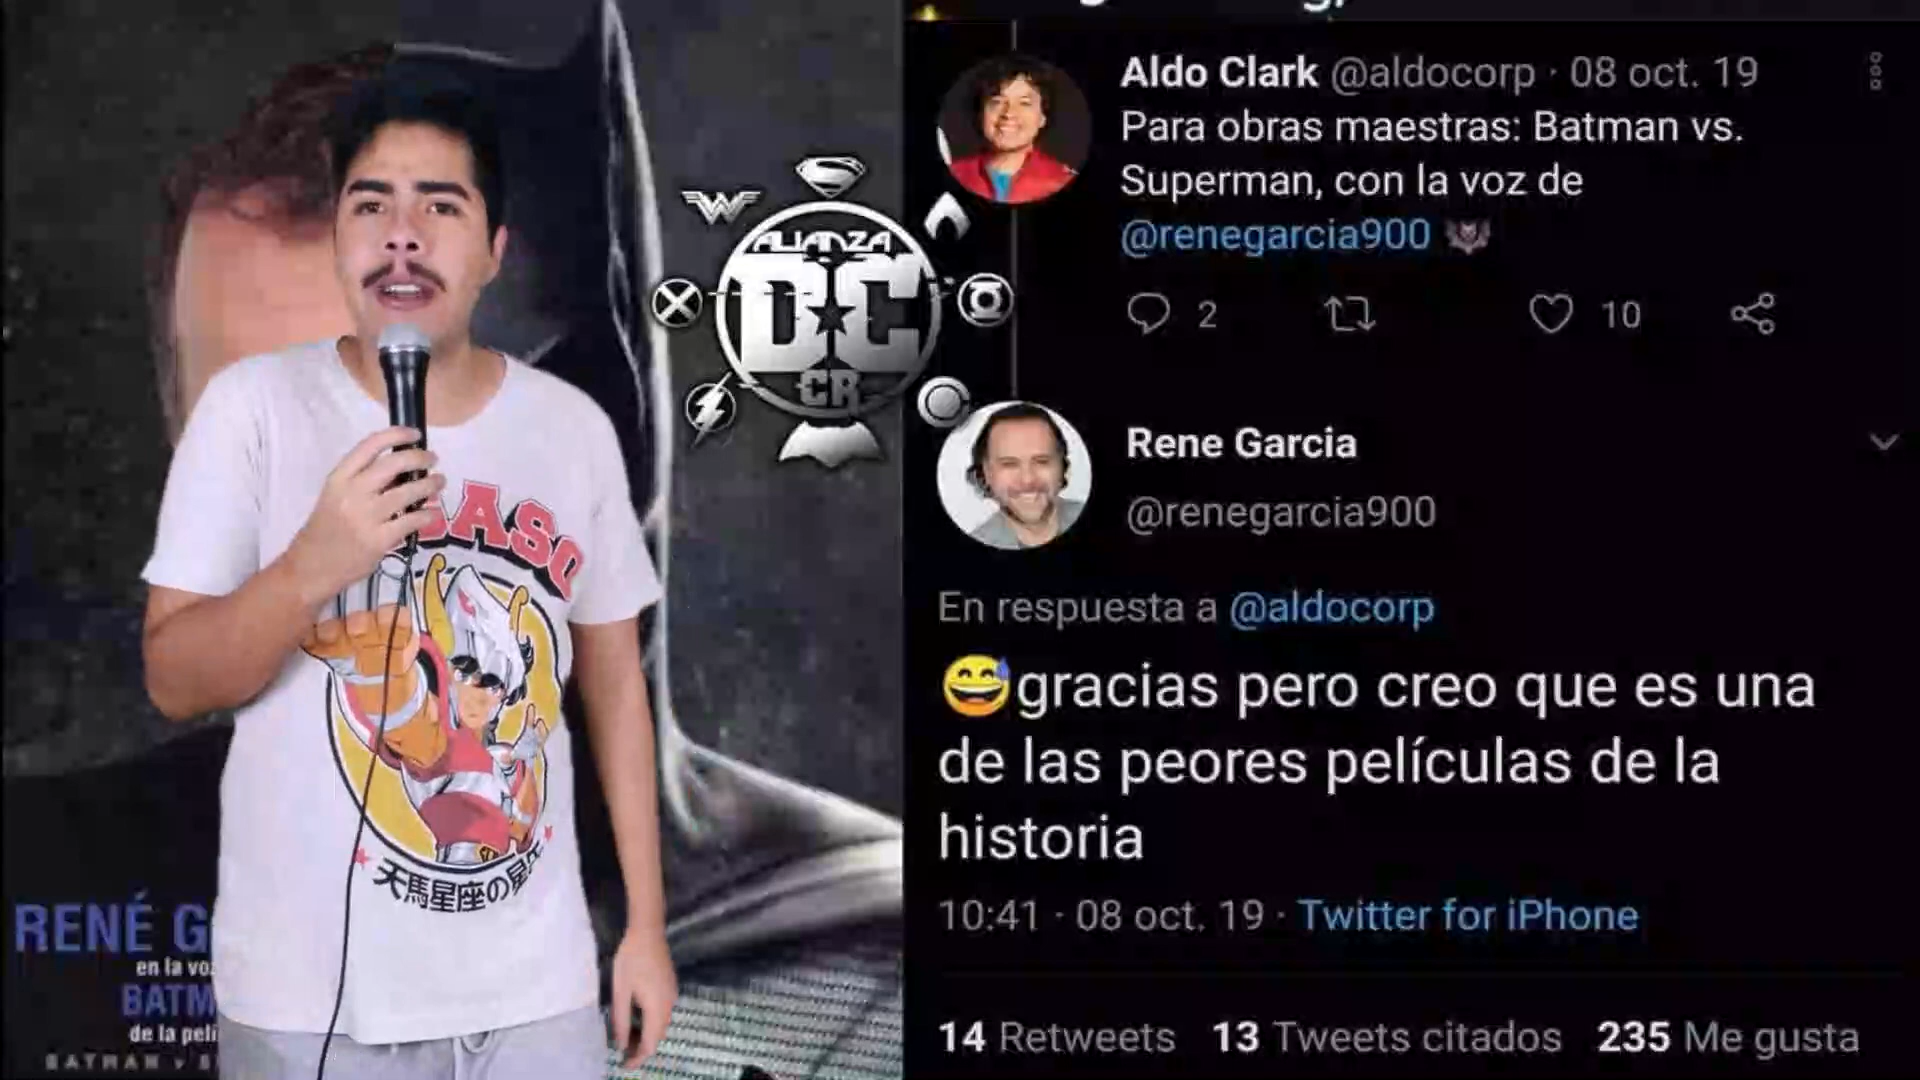 Aldo Clark @aldocorp · 08 oct. 19
Para obras maestras: Batman vs.
Superman, con la voz de
@renegarcia900
2 10
ALIANZA
DC
CR
Rene Garcia
@renegarcia900
En respuesta a @aldocorp
😅gracias pero creo que es una
de las peores películas de la
historia
10:41 · 08 oct. 19 · Twitter for iPhone
14 Retweets 13 Tweets citados 235 Me gusta
天馬星座の星
RENÉ G
en la voz
BATM
de la pelí
BATMAN v S